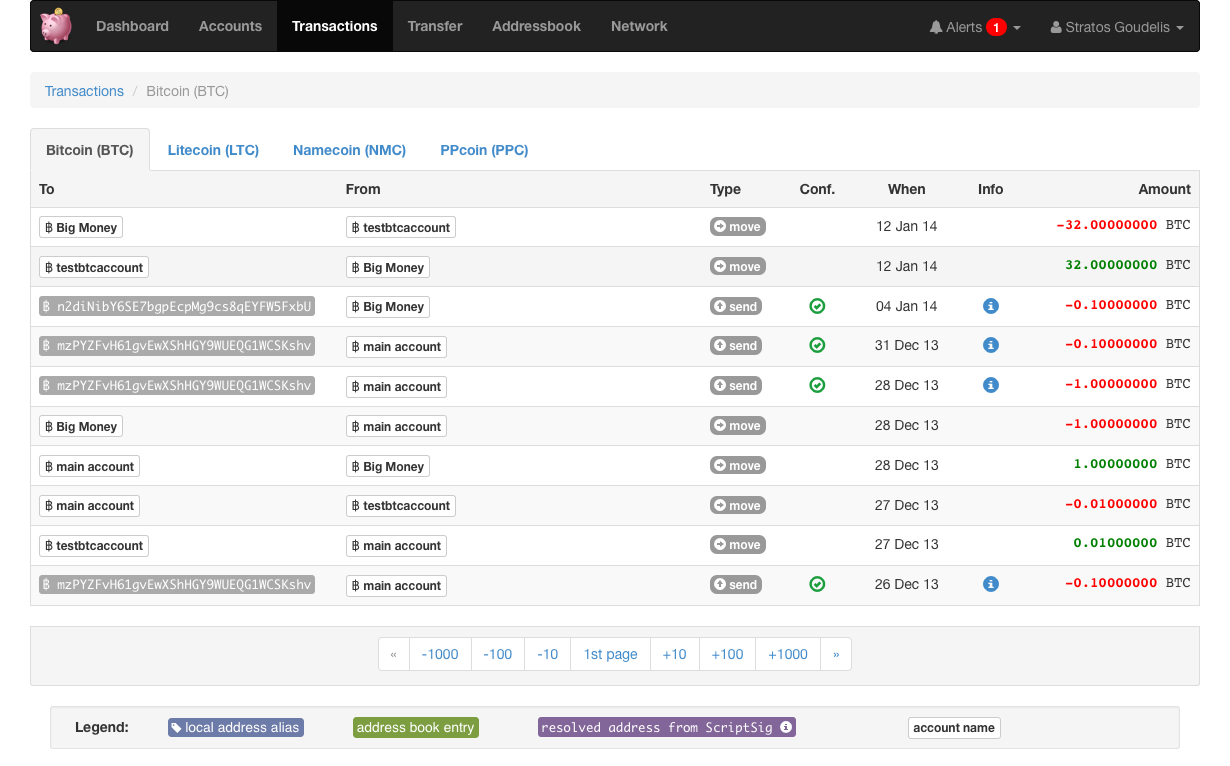 Dashboard Accounts Transactions Transfer Addressbook Network Alerts 1 Stratos Goudelis
Transactions / Bitcoin (BTC)
Bitcoin (BTC) Litecoin (LTC) Namecoin (NMC) PPcoin (PPC)
To From Type Conf. When Info Amount
฿ Big Money ฿ testbtcaccount move 12 Jan 14 -32.00000000 BTC
฿ testbtcaccount ฿ Big Money move 12 Jan 14 32.00000000 BTC
฿ n2diNibY6SE7bgpEcpMg9cs8qEYFW5FxbU ฿ Big Money send 04 Jan 14 -0.10000000 BTC
฿ mzPYZFvH61gvEwXShHGY9WUEQG1WCSKshv ฿ main account send 31 Dec 13 -0.10000000 BTC
฿ mzPYZFvH61gvEwXShHGY9WUEQG1WCSKshv ฿ main account send 28 Dec 13 -1.00000000 BTC
฿ Big Money ฿ main account move 28 Dec 13 -1.00000000 BTC
฿ main account ฿ Big Money move 28 Dec 13 1.00000000 BTC
฿ main account ฿ testbtcaccount move 27 Dec 13 -0.01000000 BTC
฿ testbtcaccount ฿ main account move 27 Dec 13 0.01000000 BTC
฿ mzPYZFvH61gvEwXShHGY9WUEQG1WCSKshv ฿ main account send 26 Dec 13 -0.10000000 BTC
« -1000 -100 -10 1st page +10 +100 +1000 »
Legend: local address alias address book entry resolved address from ScriptSig account name